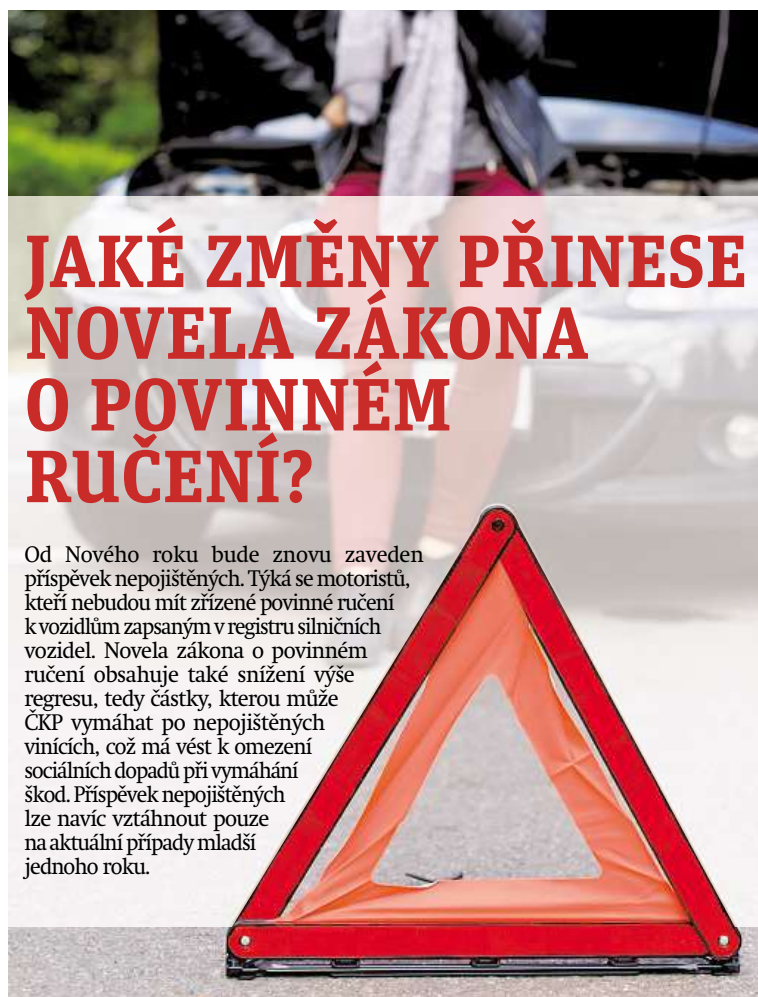 JAKÉ ZMĚNY PŘINESE
NOVELA ZÁKONA
O POVINNÉM
RUČENÍ?
Od Nového roku bude znovu zaveden
příspěvek nepojištěných. Týká se motoristů,
kteří nebudou mít zřízené povinné ručení
k vozidlům zapsaným v registru silničních
vozidel. Novela zákona o povinném
ručení obsahuje také snížení výše
regresu, tedy částky, kterou může
ČKP vymáhat po nepojištěných
vinících, což má vést k omezení
sociálních dopadů při vymáhání
škod. Příspěvek nepojištěných
lze navíc vztáhnout pouze
na aktuální případy mladší
jednoho roku.